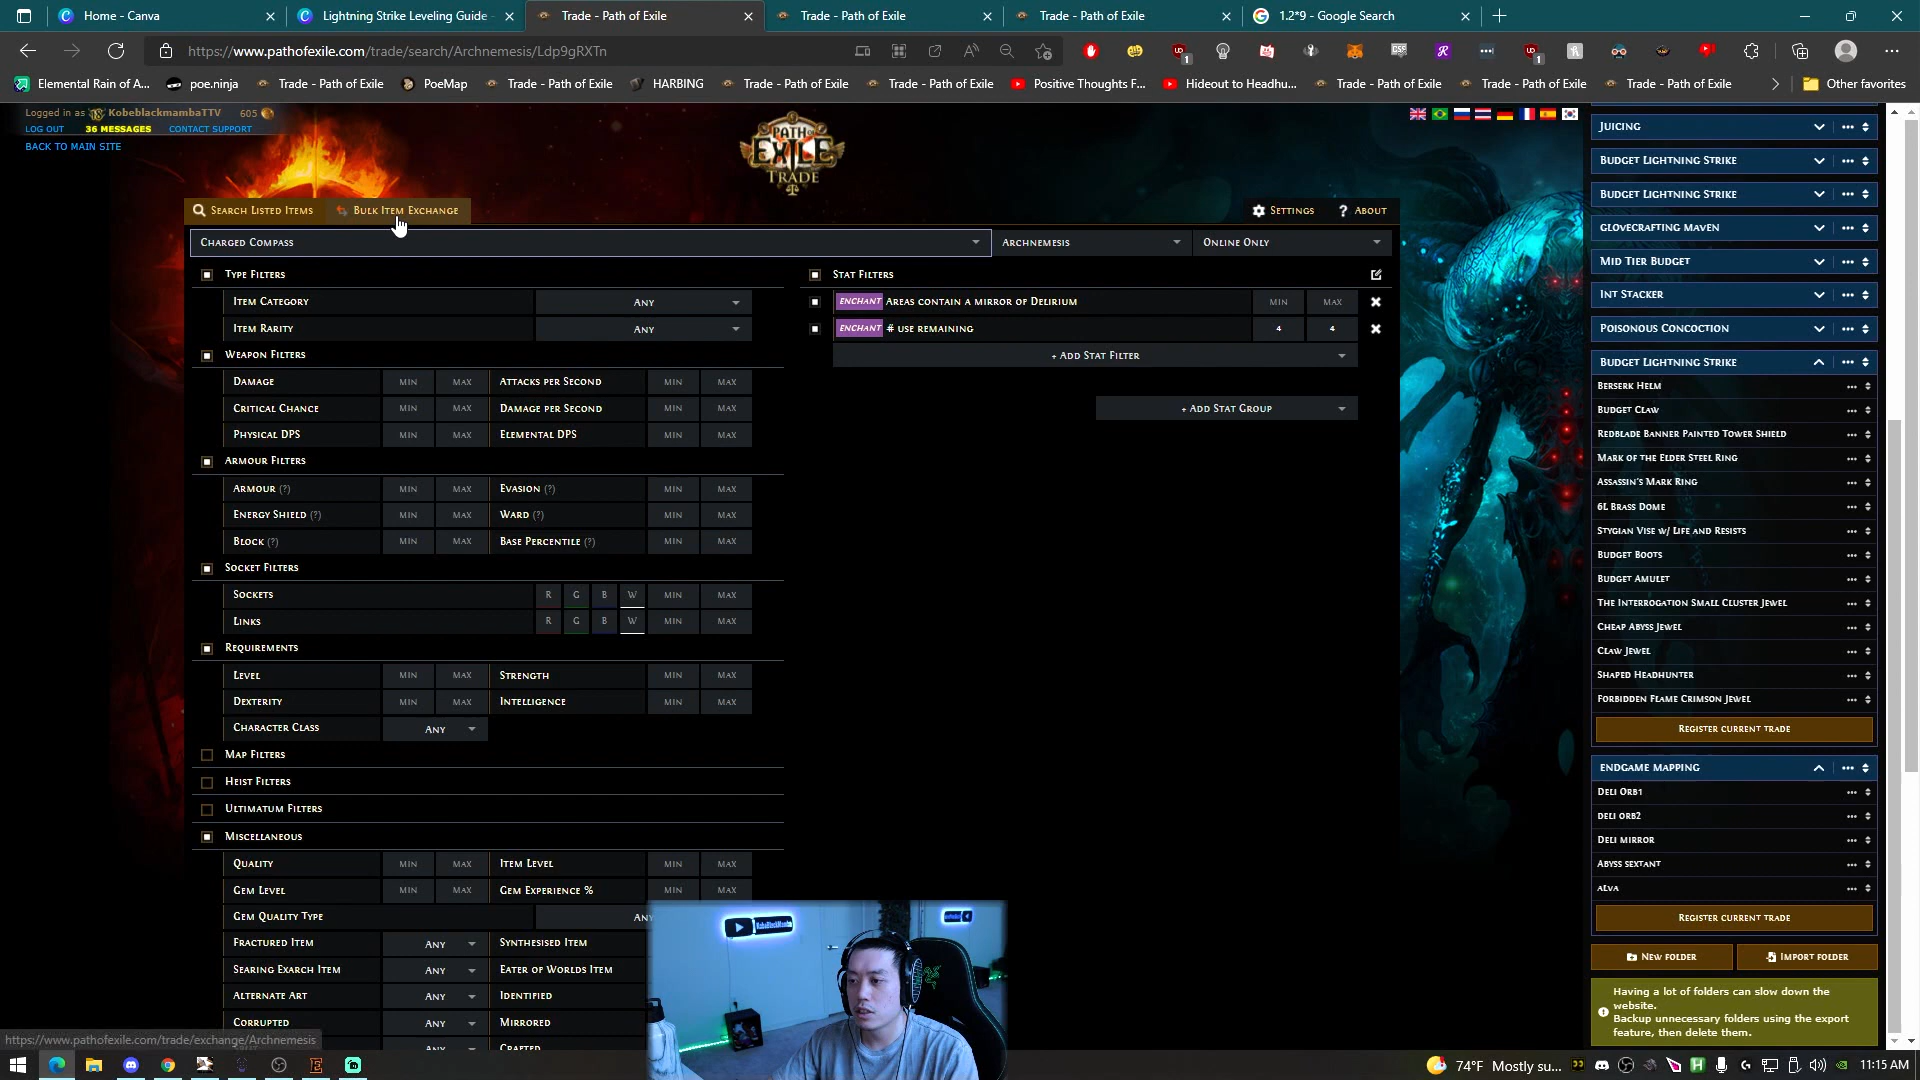 Home - Canva
Lightning Strike Leveling Guide -
Trade - Path of Exile
Trade - Path of Exile
Trade - Path of Exile
1.2*9 - Google Search
https://www.pathofexile.com/trade/search/Archnemesis/Ldp9gRXTn
Elemental Rain of A...
poe.ninja
Trade - Path of Exile
PoeMap
Trade - Path of Exile
HARBING
Trade - Path of Exile
Trade - Path of Exile
Positive Thoughts F...
Hideout to Headhu...
Trade - Path of Exile
Trade - Path of Exile
Trade - Path of Exile
Other favorites
Logged in as KobeblackmambaTTV 605
LOG OUT 36 MESSAGES CONTACT SUPPORT
BACK TO MAIN SITE
PATH OF
EXILE
TRADE
Search Listed Items
Bulk Item Exchange
Settings
? About
Charged Compass
Archnemesis
Online Only
Type Filters
Item Category Any
Item Rarity Any
Weapon Filters
Damage MIN MAX Attacks per Second MIN MAX
Critical Chance MIN MAX Damage per Second MIN MAX
Physical DPS MIN MAX Elemental DPS MIN MAX
Armour Filters
Armour (?) MIN MAX Evasion (?) MIN MAX
Energy Shield (?) MIN MAX Ward (?) MIN MAX
Block (?) MIN MAX Base Percentile (?) MIN MAX
Socket Filters
Sockets R G B W MIN MAX
Links R G B W MIN MAX
Requirements
Level MIN MAX Strength MIN MAX
Dexterity MIN MAX Intelligence MIN MAX
Character Class Any
Map Filters
Heist Filters
Ultimatum Filters
Miscellaneous
Quality MIN MAX Item Level MIN MAX
Gem Level MIN MAX Gem Experience % MIN MAX
Gem Quality Type Any
Fractured Item Any Synthesised Item
Searing Exarch Item Any Eater of Worlds Item
Alternate Art Any Identified
Corrupted Any Mirrored
Any Crafted
Stat Filters
ENCHANT Areas contain a Mirror of Delirium MIN MAX
ENCHANT # use remaining 4 4
+ Add Stat Filter
+ Add Stat Group
Juicing
Budget Lightning Strike
Budget Lightning Strike
Glovecrafting Maven
Mid Tier Budget
Int Stacker
Poisonous Concoction
Budget Lightning Strike
Berserk Helm
Budget Claw
Redblade Banner Painted Tower Shield
Mark of the Elder Steel Ring
Assassin's Mark Ring
6L Brass Dome
Stygian Vise w/ Life and Resists
Budget Boots
Budget Amulet
The Interrogation Small Cluster Jewel
Cheap Abyss Jewel
Claw Jewel
Shaped Headhunter
Forbidden Flame Crimson Jewel
Register current trade
Endgame Mapping
Deli Orb1
deli orb2
Deli mirror
Abyss sextant
alva
Register current trade
New folder
Import folder
Having a lot of folders can slow down the
website.
Backup unnecessary folders using the export
feature, then delete them.
KobeBlackMamba
https://www.pathofexile.com/trade/exchange/Archnemesis
74°F Mostly su...
11:15 AM